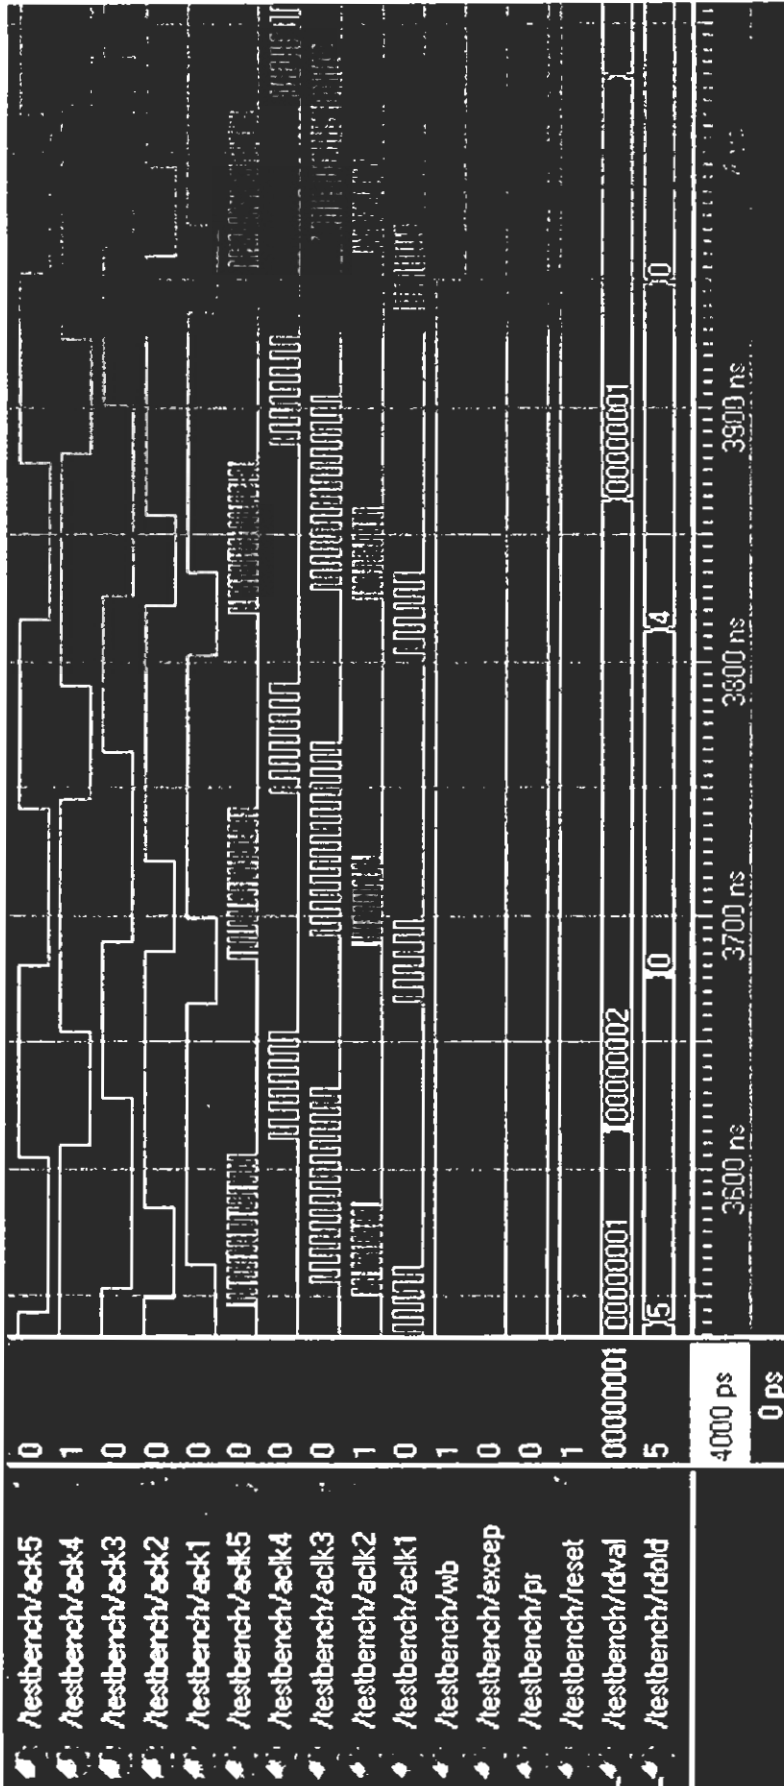 /testbench/ack5 0
/testbench/ack4 1
/testbench/ack3 0
/testbench/ack2 0
/testbench/ack1 0
/testbench/aclk5 0
/testbench/aclk4 0
/testbench/aclk3 0
/testbench/aclk2 1
/testbench/aclk1 0
/testbench/wb 1
/testbench/excep 0
/testbench/pr 0
/testbench/reset 1
/testbench/rdval 00000001 00000001 00000002 00000001
/testbench/rdold 5 5 0 4 0
4000 ps 3600 ns 3700 ns 3800 ns 3900 ns
0 ps